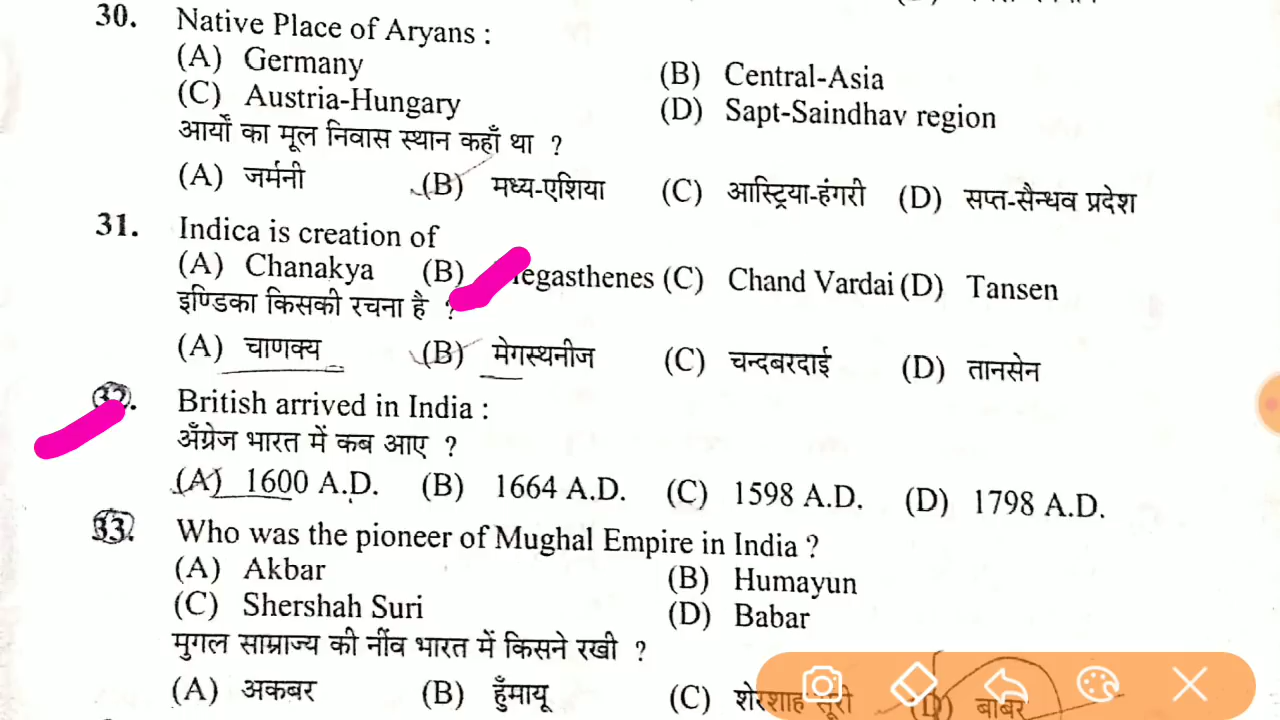 30. Native Place of Aryans :
(A) Germany (B) Central-Asia
(C) Austria-Hungary (D) Sapt-Saindhav region
आर्यों का मूल निवास स्थान कहाँ था ?
(A) जर्मनी (B) मध्य-एशिया (C) आस्ट्रिया-हंगरी (D) सप्त-सैन्धव प्रदेश
31. Indica is creation of
(A) Chanakya (B) egasthenes (C) Chand Vardai (D) Tansen
इण्डिका किसकी रचना है ?
(A) चाणक्य (B) मेगस्थनीज (C) चन्दबरदाई (D) तानसेन
32. British arrived in India :
अँग्रेज भारत में कब आए ?
(A) 1600 A.D. (B) 1664 A.D. (C) 1598 A.D. (D) 1798 A.D.
33. Who was the pioneer of Mughal Empire in India ?
(A) Akbar (B) Humayun
(C) Shershah Suri (D) Babar
मुगल साम्राज्य की नींव भारत में किसने रखी ?
(A) अकबर (B) हुँमायू (C) शेरशाह सूरी (D) बाबर